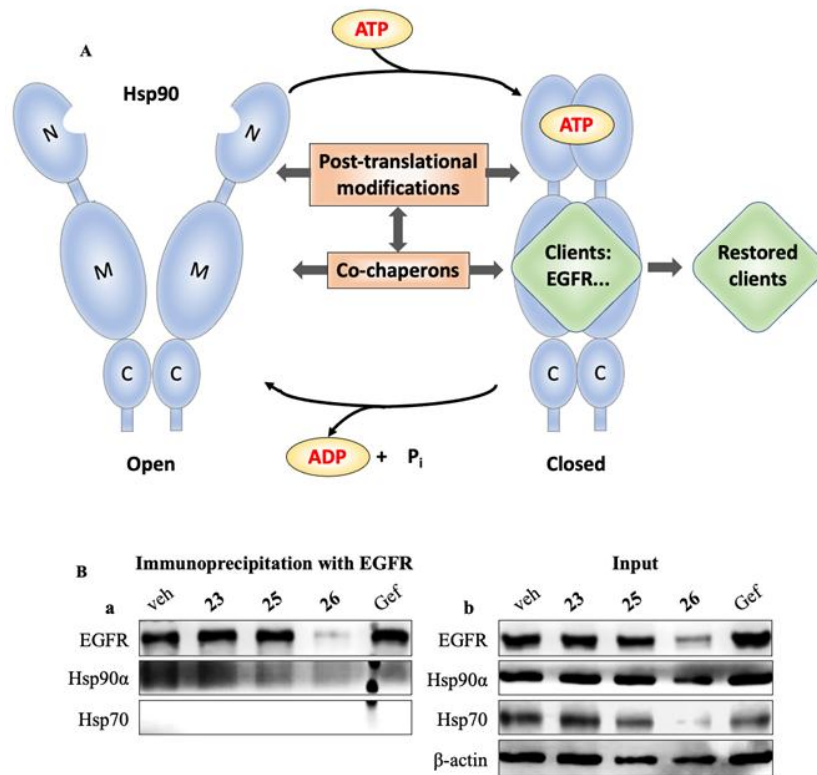 A
Hsp90
ATP
N
N
ATP
Post-translational
modifications
M
M
Co-chaperons
Clients:
EGFR...
Restored
clients
C
C
C
C
Open
ADP + Pi
Closed
B
Immunoprecipitation with EGFR
a
veh 23 25 26 Gef
EGFR
Hsp90α
Hsp70
Input
b
veh 23 25 26 Gef
EGFR
Hsp90α
Hsp70
β-actin